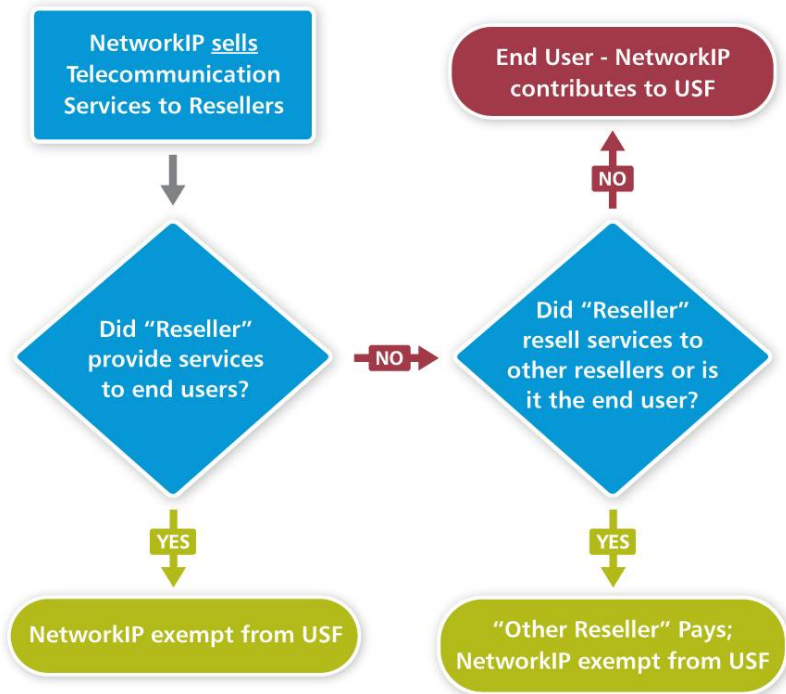 NetworkIP sells
Telecommunication
Services to Resellers
End User - NetworkIP
contributes to USF
NO
Did “Reseller”
provide services
to end users?
NO
Did “Reseller”
resell services to
other resellers or is
it the end user?
YES
YES
NetworkIP exempt from USF
“Other Reseller” Pays;
NetworkIP exempt from USF